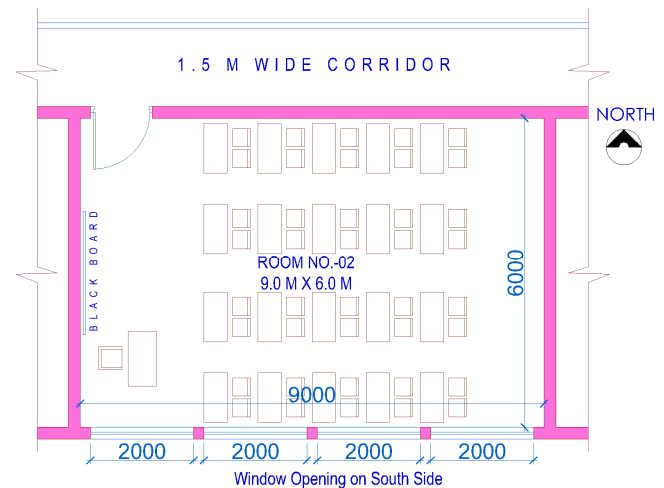 1.5 M WIDE CORRIDOR
NORTH
BLACK BOARD
ROOM NO.-02
9.0 M X 6.0 M
6000
9000
2000 2000 2000 2000
Window Opening on South Side